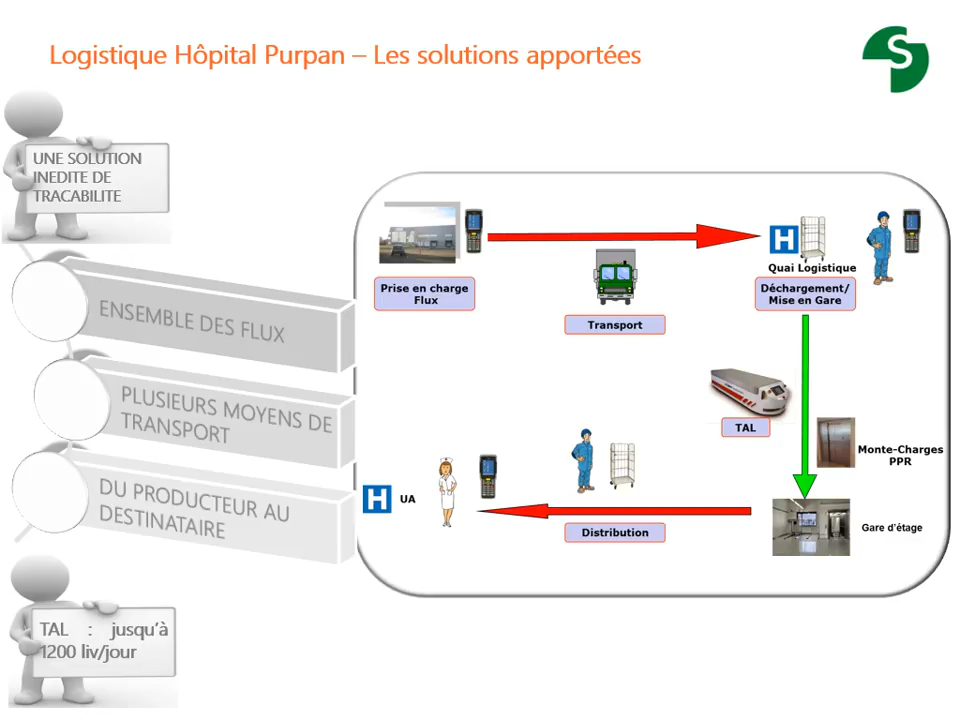 Logistique Hôpital Purpan – Les solutions apportées
S
UNE SOLUTION
INEDITE DE
TRACABILITE
ENSEMBLE DES FLUX
PLUSIEURS MOYENS DE
TRANSPORT
DU PRODUCTEUR AU
DESTINATAIRE
TAL : jusqu'à
1200 liv/jour
Prise en charge
Flux
Transport
H
Quai Logistique
Déchargement/
Mise en Gare
TAL
Monte-Charges
PPR
Gare d'étage
Distribution
H UA